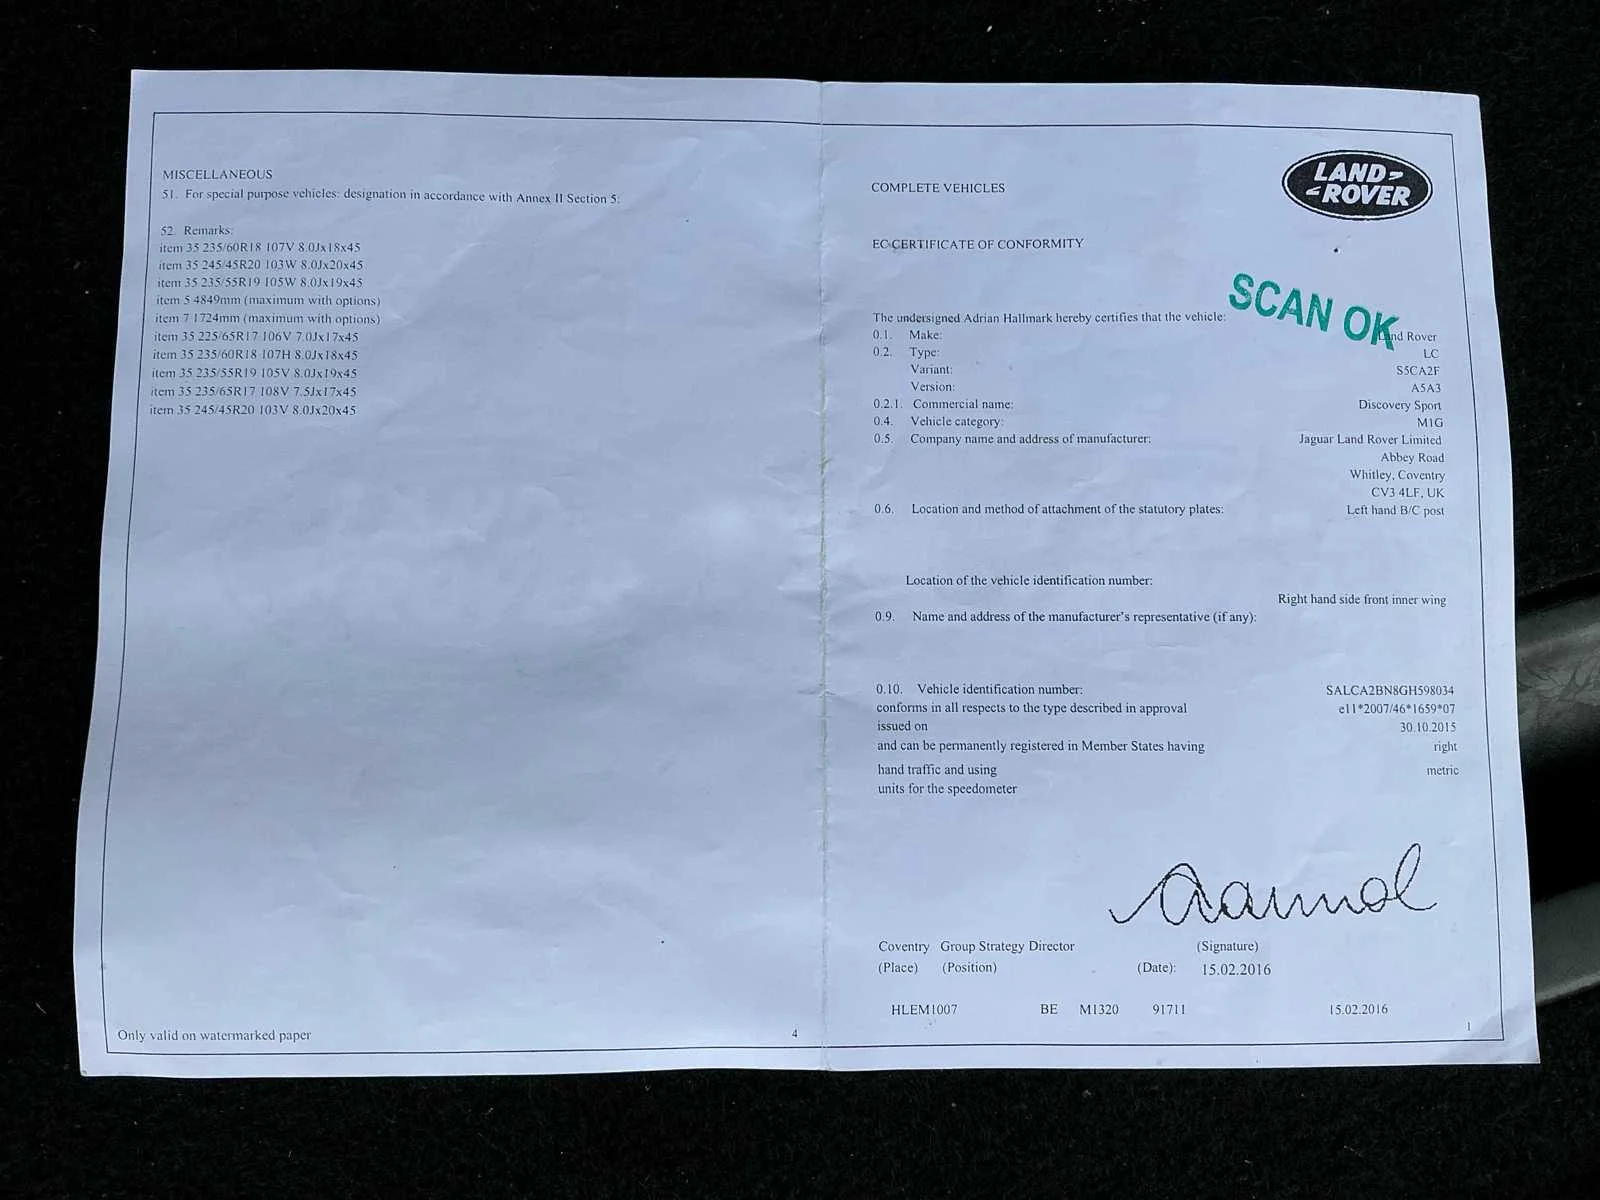 MISCELLANEOUS
51. For special purpose vehicles: designation in accordance with Annex II Section 5:
52. Remarks:
item 35 235/60R18 107V 8.0Jx18x45
item 35 245/45R20 103W 8.0Jx20x45
item 35 235/55R19 105W 8.0Jx19x45
item 5 4849mm (maximum with options)
item 7 1724mm (maximum with options)
item 35 225/65R17 106V 7.0Jx17x45
item 35 235/60R18 107H 8.0Jx18x45
item 35 235/55R19 105V 8.0Jx19x45
item 35 235/65R17 108V 7.5Jx17x45
item 35 245/45R20 103V 8.0Jx20x45
Only valid on watermarked paper
4
LAND
ROVER
COMPLETE VEHICLES
EC CERTIFICATE OF CONFORMITY
SCAN OK
The undersigned Adrian Hallmark hereby certifies that the vehicle:
0.1. Make: Land Rover
0.2. Type: LC
Variant: S5CA2F
Version: A5A3
0.2.1. Commercial name: Discovery Sport
0.4. Vehicle category: M1G
0.5. Company name and address of manufacturer: Jaguar Land Rover Limited
Abbey Road
Whitley, Coventry
CV3 4LF, UK
0.6. Location and method of attachment of the statutory plates: Left hand B/C post
Location of the vehicle identification number:
Right hand side front inner wing
0.9. Name and address of the manufacturer's representative (if any):
0.10. Vehicle identification number: SALCA2BN8GH598034
conforms in all respects to the type described in approval e11*2007/46*1659*07
issued on 30.10.2015
and can be permanently registered in Member States having right
hand traffic and using metric
units for the speedometer
Coventry Group Strategy Director (Signature)
(Place) (Position) (Date): 15.02.2016
HLEM1007 BE M1320 91711 15.02.2016
1